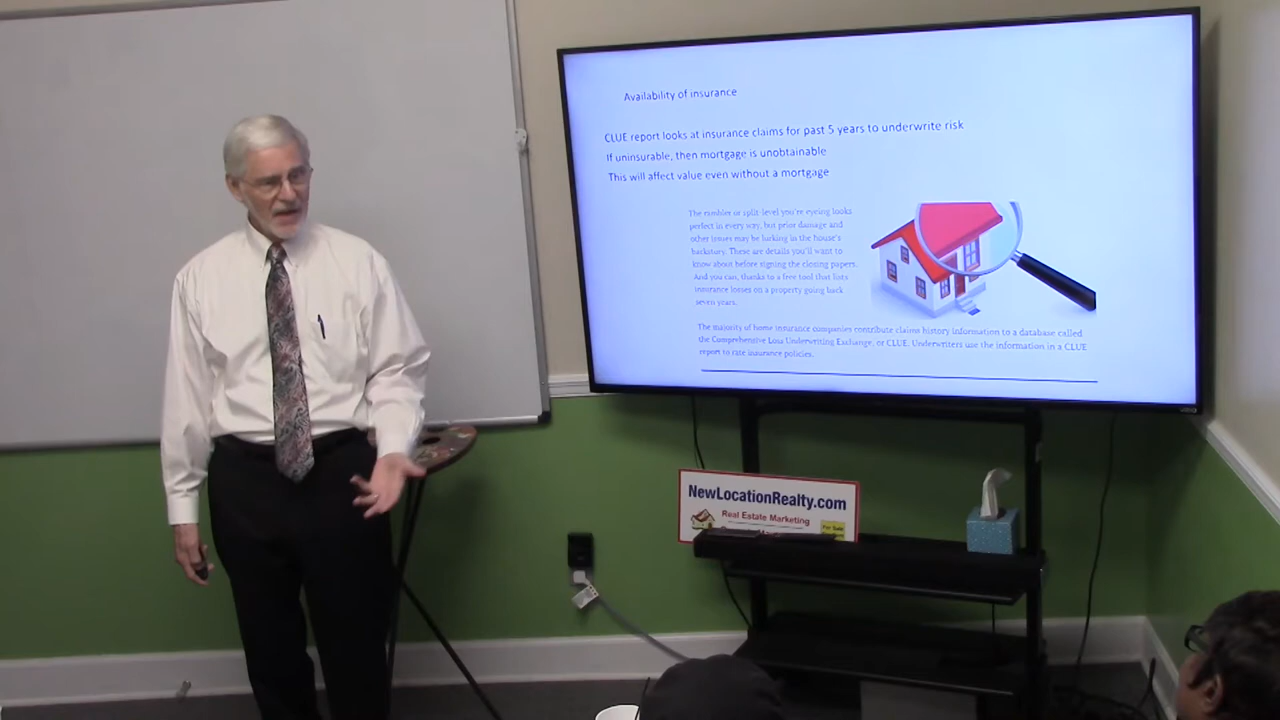 Availability of insurance
CLUE report looks at insurance claims for past 5 years to underwrite risk
If uninsurable, then mortgage is unobtainable
This will affect value even without a mortgage
The rambler or split-level you're eyeing looks
perfect in every way, but prior damage and
other issues may be lurking in the house's
backstory. These are details you'll want to
know about before signing the closing papers.
And you can, thanks to a free tool that lists
insurance losses on a property going back
seven years.
The majority of home insurance companies contribute claims history information to a database called
the Comprehensive Loss Underwriting Exchange, or CLUE. Underwriters use the information in a CLUE
report to rate insurance policies.
NewLocationRealty.com
Real Estate Marketing
For Sale